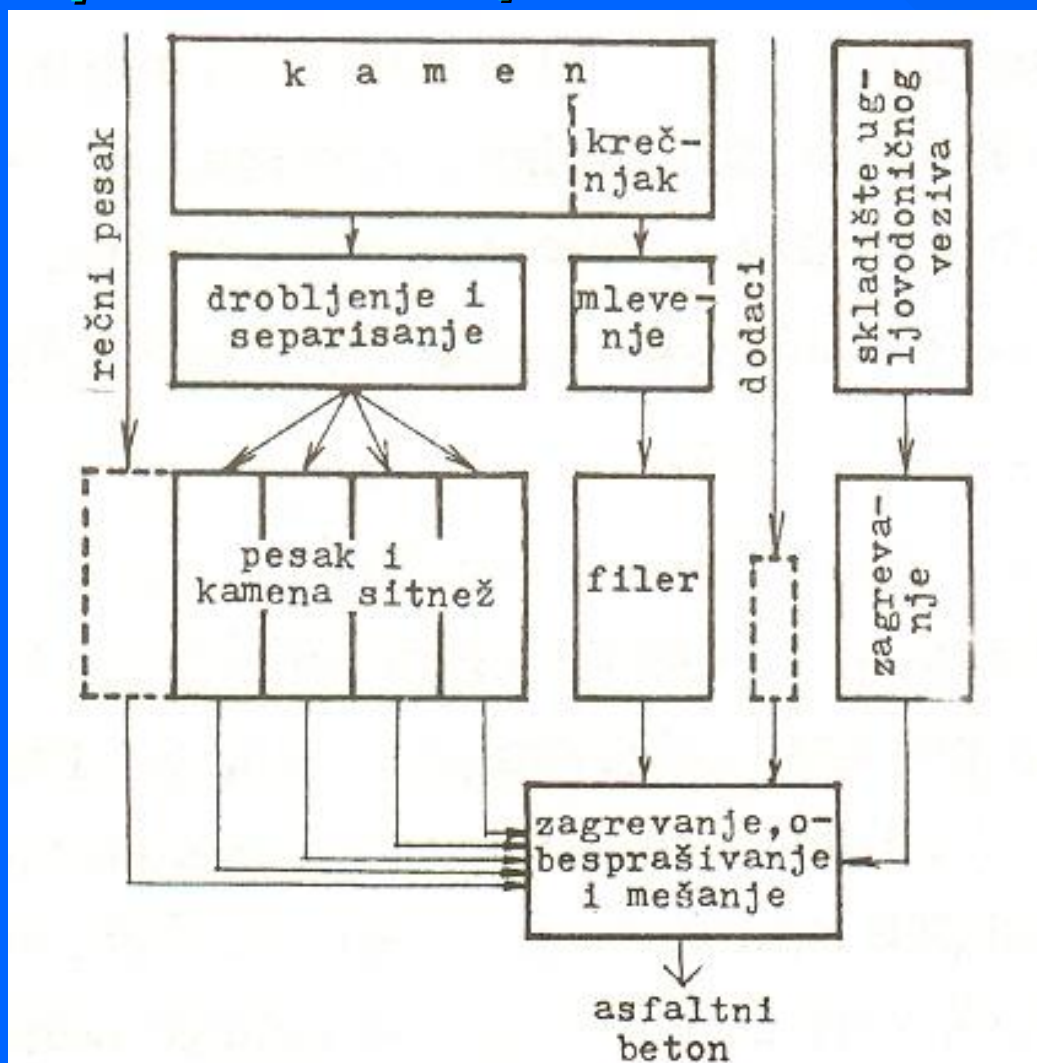 k a m e n
kreč-
njak
rečni pesak
drobljenje i
separisanje
mleve-
nje
dodaci
skladište ug-
ljovodoničnog
veziva
pesak i
kamena sitnež
filer
zagreva-
nje
zagrevanje,o-
besprašivanje
i mešanje
asfaltni
beton